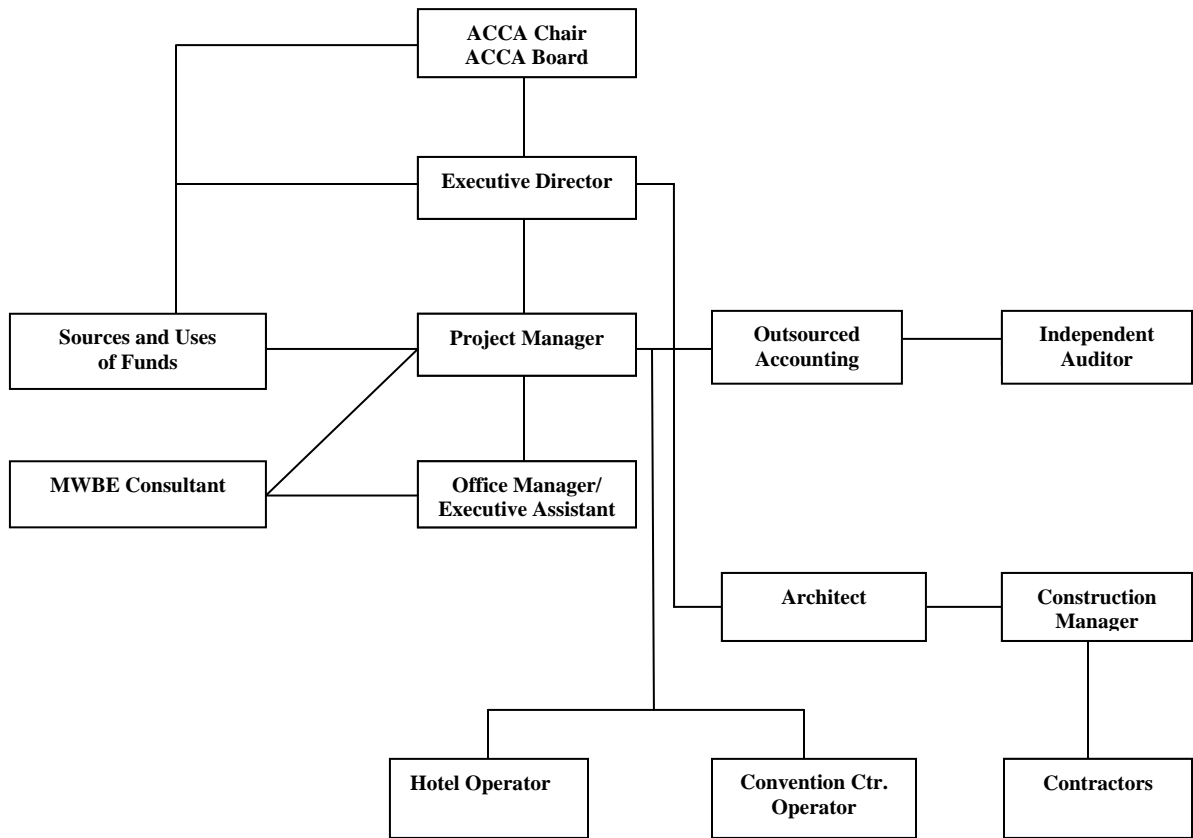 ACCA Chair
ACCA Board
Executive Director
Sources and Uses
of Funds
Project Manager
Outsourced
Accounting
Independent
Auditor
MWBE Consultant
Office Manager/
Executive Assistant
Architect
Construction
Manager
Hotel Operator
Convention Ctr.
Operator
Contractors